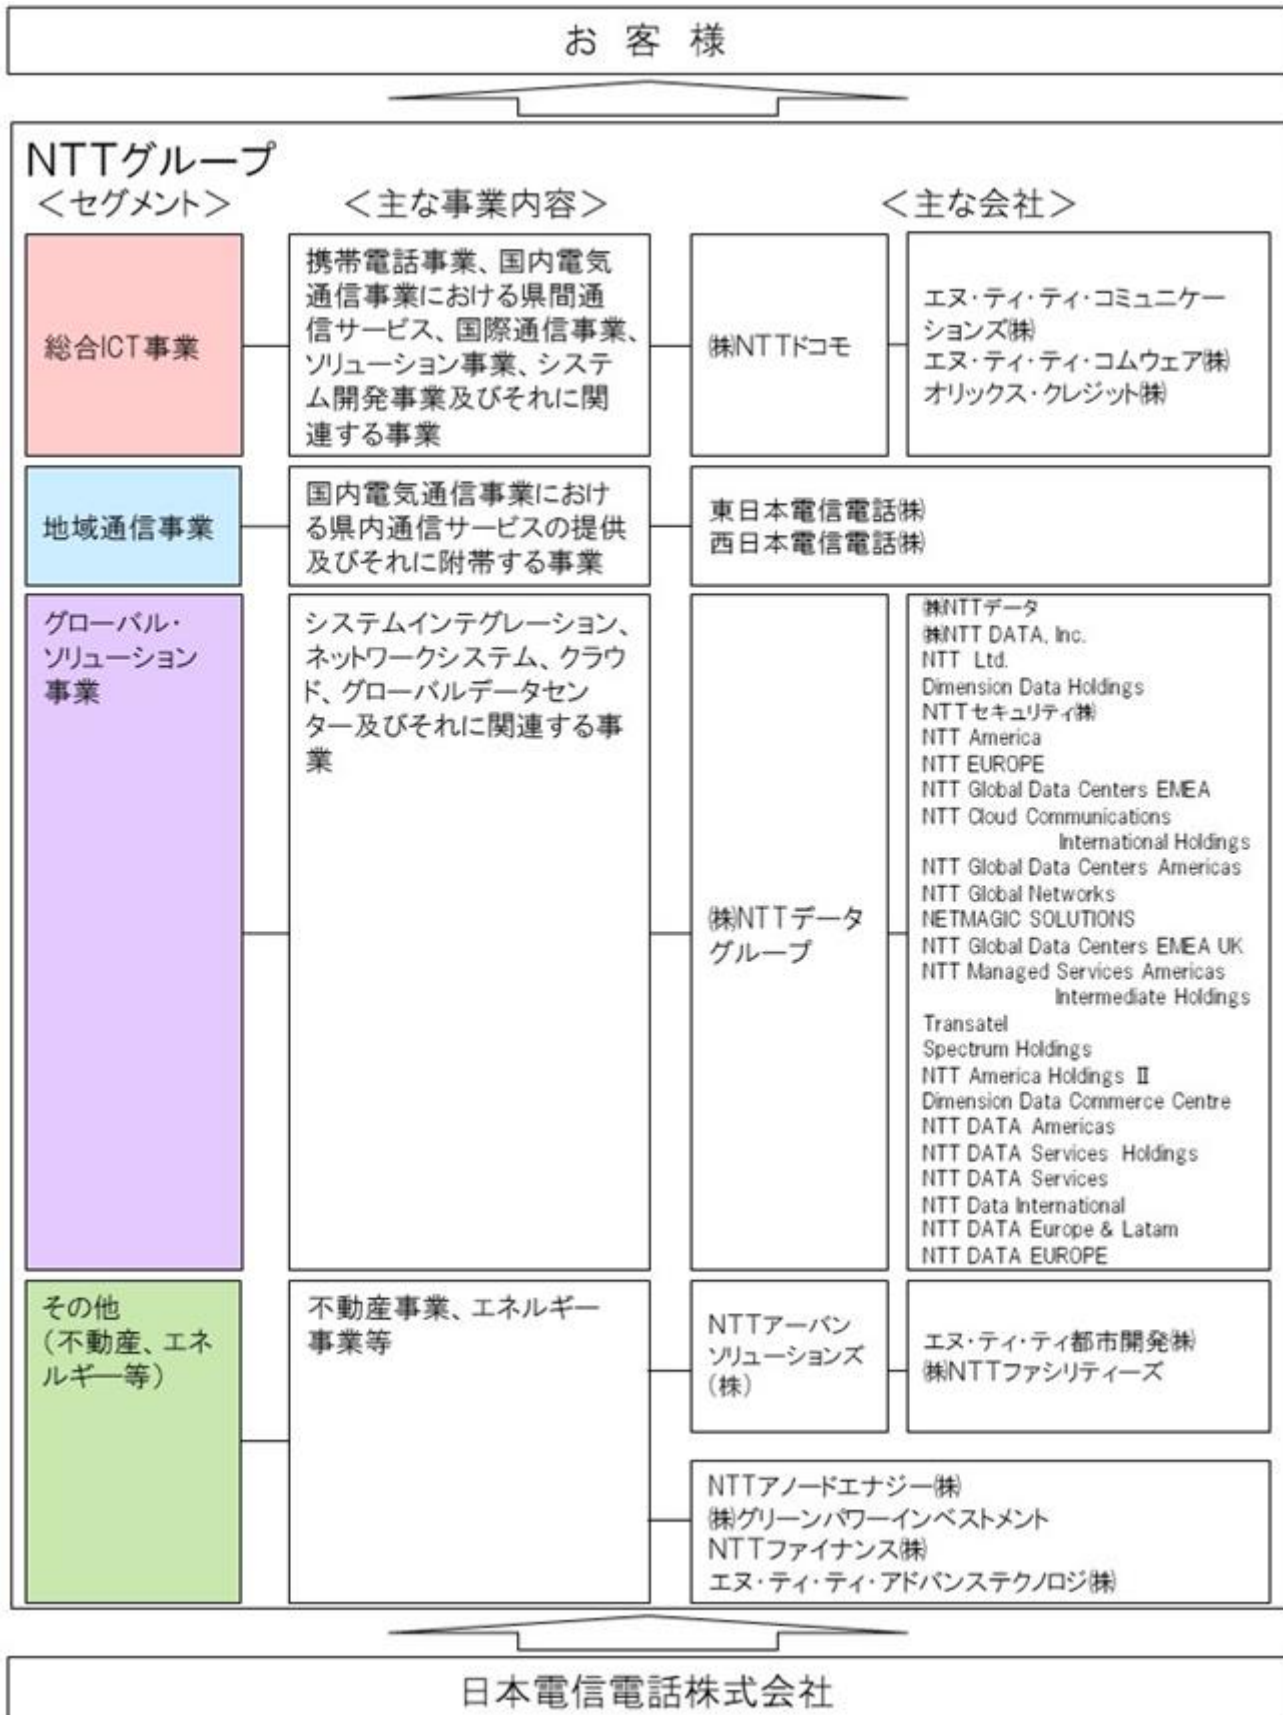 お 客 様
NTTグループ
＜セグメント＞
＜主な事業内容＞
＜主な会社＞
総合ICT事業
携帯電話事業、国内電気
通信事業における県間通
信サービス、国際通信事業、
ソリューション事業、システ
ム開発事業及びそれに関
連する事業
㈱NTTドコモ
エヌ・ティ・ティ・コミュニケー
ションズ㈱
エヌ・ティ・ティ・コムウェア㈱
オリックス・クレジット㈱
地域通信事業
国内電気通信事業におけ
る県内通信サービスの提供
及びそれに附帯する事業
東日本電信電話㈱
西日本電信電話㈱
グローバル・
ソリューション
事業
システムインテグレーション、
ネットワークシステム、クラウ
ド、グローバルデータセン
ター及びそれに関連する事
業
㈱NTTデータ
グループ
㈱NTTデータ
㈱NTT DATA, Inc.
NTT Ltd.
Dimension Data Holdings
NTTセキュリティ㈱
NTT America
NTT EUROPE
NTT Global Data Centers EMEA
NTT Cloud Communications
International Holdings
NTT Global Data Centers Americas
NTT Global Networks
NETMAGIC SOLUTIONS
NTT Global Data Centers EMEA UK
NTT Managed Services Americas
Intermediate Holdings
Transatel
Spectrum Holdings
NTT America Holdings Ⅱ
Dimension Data Commerce Centre
NTT DATA Americas
NTT DATA Services Holdings
NTT DATA Services
NTT Data International
NTT DATA Europe & Latam
NTT DATA EUROPE
その他
（不動産、エネ
ルギー等）
不動産事業、エネルギー
事業等
NTTアーバン
ソリューションズ
（株）
エヌ・ティ・ティ都市開発㈱
㈱NTTファシリティーズ
NTTアノードエナジー㈱
㈱グリーンパワーインベストメント
NTTファイナンス㈱
エヌ・ティ・ティ・アドバンステクノロジ㈱
日本電信電話株式会社